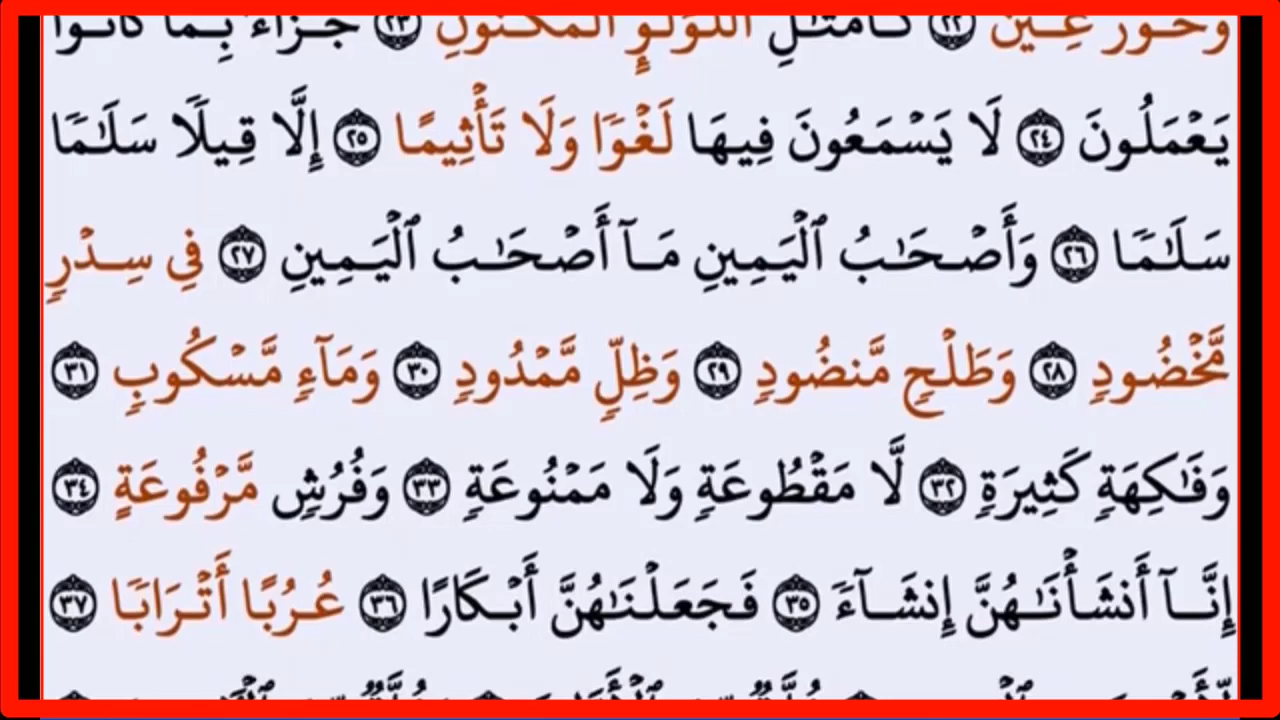 وَحُورٌ عِينٞ ٢٢ كَأَمۡثَٰلِ ٱللُّؤۡلُوِٕ ٱلۡمَكۡنُونِ ٢٣ جَزَآءَۢ بِمَا كَانُواْ
يَعۡمَلُونَ ٢٤ لَا يَسۡمَعُونَ فِيهَا لَغۡوٗا وَلَا تَأۡثِيمًا ٢٥ إِلَّا قِيلٗا سَلَٰمٗا
سَلَٰمٗا ٢٦ وَأَصۡحَٰبُ ٱلۡيَمِينِ مَآ أَصۡحَٰبُ ٱلۡيَمِينِ ٢٧ فِي سِدۡرٖ
مَّخۡضُودٖ ٢٨ وَطَلۡحٖ مَّنضُودٖ ٢٩ وَظِلّٖ مَّمۡدُودٖ ٣٠ وَمَآءٖ مَّسۡكُوبٖ ٣١
وَفَٰكِهَةٖ كَثِيرَةٖ ٣٢ لَّا مَقۡطُوعَةٖ وَلَا مَمۡنُوعَةٖ ٣٣ وَفُرُشٖ مَّرۡفُوعَةٍ ٣٤
إِنَّآ أَنشَأۡنَٰهُنَّ إِنشَآءٗ ٣٥ فَجَعَلۡنَٰهُنَّ أَبۡكَارًا ٣٦ عُرُبًا أَتۡرَابٗا ٣٧